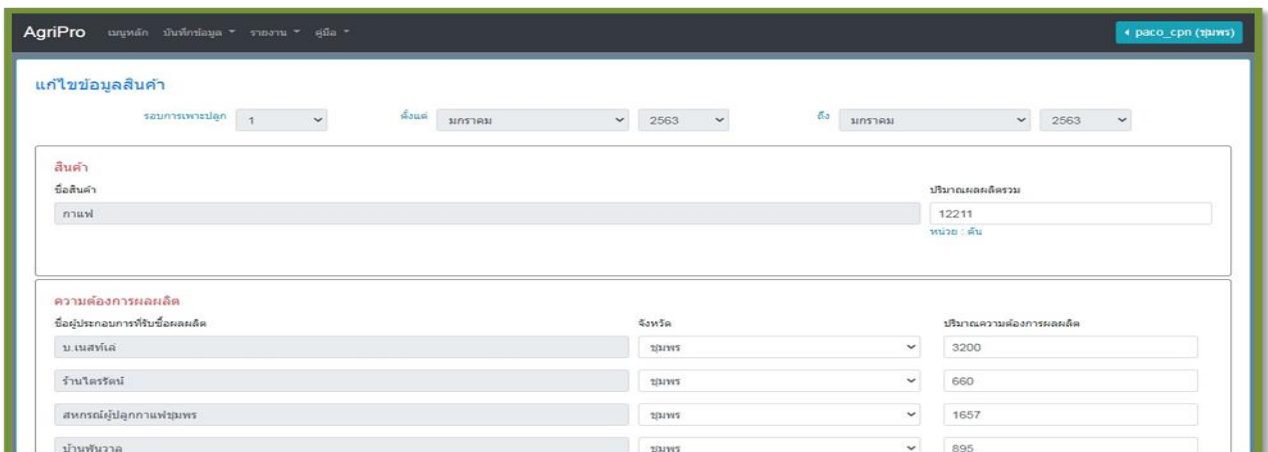 AgriPro เมนูหลัก บันทึกข้อมูล รายงาน คู่มือ paco_cpn (ชุมพร)
แก้ไขข้อมูลสินค้า
รอบการเพาะปลูก 1 ตั้งแต่ มกราคม 2563 ถึง มกราคม 2563
สินค้า
ชื่อสินค้า ปริมาณผลผลิตรวม
กาแฟ 12211
หน่วย : ตัน
ความต้องการผลผลิต
ชื่อผู้ประกอบการที่รับซื้อผลผลิต จังหวัด ปริมาณความต้องการผลผลิต
บ.เนสท์เล่ ชุมพร 3200
ร้านไตรรัตน์ ชุมพร 660
สหกรณ์ผู้ปลูกกาแฟชุมพร ชุมพร 1657
บ้านพันวาล ชุมพร 895